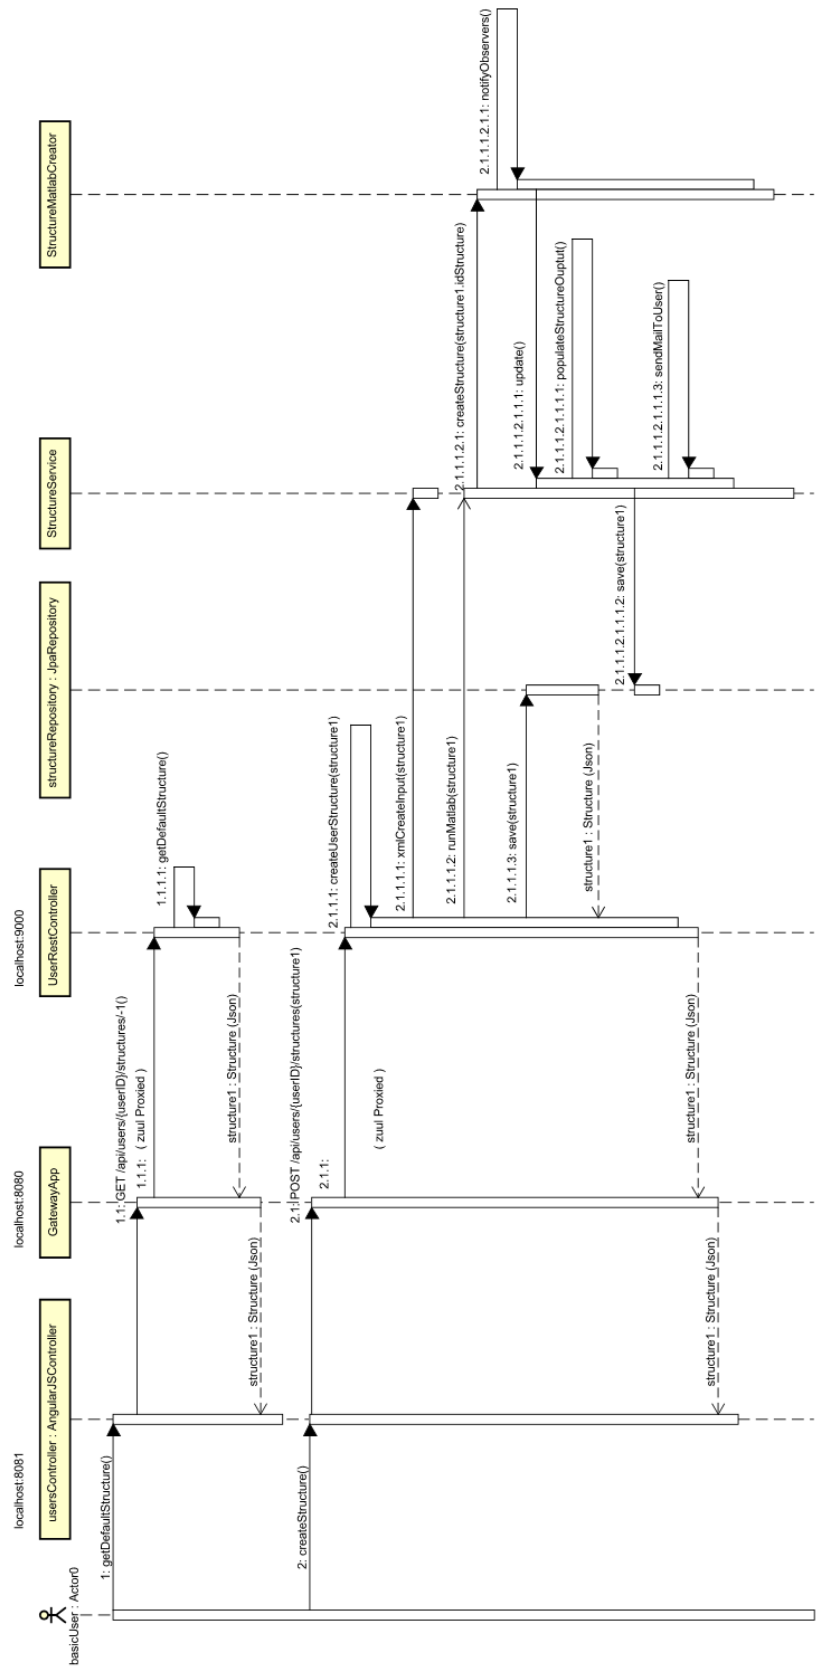 basicUser : Actor0
localhost:8081
usersController : AngularJSController
localhost:8080
GatewayApp
localhost:9000
UserRestController
structureRepository : JpaRepository
StructureService
StructureMatlabCreator
1: getDefaultStructure()
1.1: GET /api/users/{userID}/structures/-1()
1.1.1:
( zuul Proxied )
1.1.1.1: getDefaultStructure()
structure1 : Structure (Json)
structure1 : Structure (Json)
2: createStructure()
2.1: POST /api/users/{userID}/structures(structure1)
2.1.1:
( zuul Proxied )
2.1.1.1: createUserStructure(structure1)
2.1.1.1.1: xmlCreateInput(structure1)
2.1.1.1.2: runMatlab(structure1)
2.1.1.1.2.1: createStructure(structure1.idStructure)
2.1.1.1.2.1.1: notifyObservers()
2.1.1.1.3: save(structure1)
2.1.1.1.2.1.1.1: update()
2.1.1.1.2.1.1.1.1: populateStructureOuptut()
structure1 : Structure (Json)
2.1.1.1.2.1.1.1.2: save(structure1)
2.1.1.1.2.1.1.1.3: sendMailToUser()
structure1 : Structure (Json)
structure1 : Structure (Json)